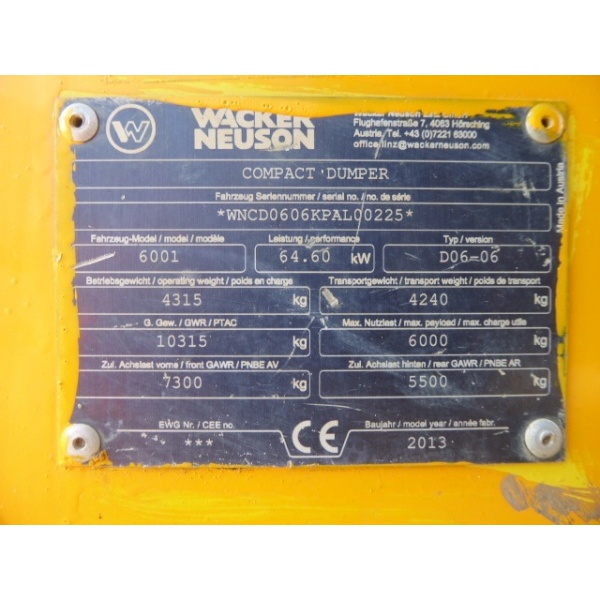 WACKER
NEUSON
Wacker Neuson Linz GmbH
Flughafenstraße 7, 4063 Hörsching
Austria/Tel. +43 (0)7221 63000
office.linz@wackerneuson.com
COMPACT DUMPER
Fahrzeug Seriennummer / serial no. / no. de série
*WNCD0606KPAL00225*
Made in Austria
Fahrzeug-Model / model / modèle
Leistung / performance
Typ / version
6001
64.60 kW
D06-06
Betriebsgewicht / operating weight / poids en charge
Transportgewicht / transport weight / poids de transport
4315 kg
4240 kg
G. Gew. / GWR / PTAC
Max. Nutzlast / max. payload / max. charge utile
10315 kg
6000 kg
Zul. Achslast vorne / front GAWR / PNBE AV
Zul. Achslast hinten / rear GAWR / PNBE AR
7300 kg
5500 kg
EWG Nr. / CEE no.
Baujahr / model year / année fabr.
***
CE
2013